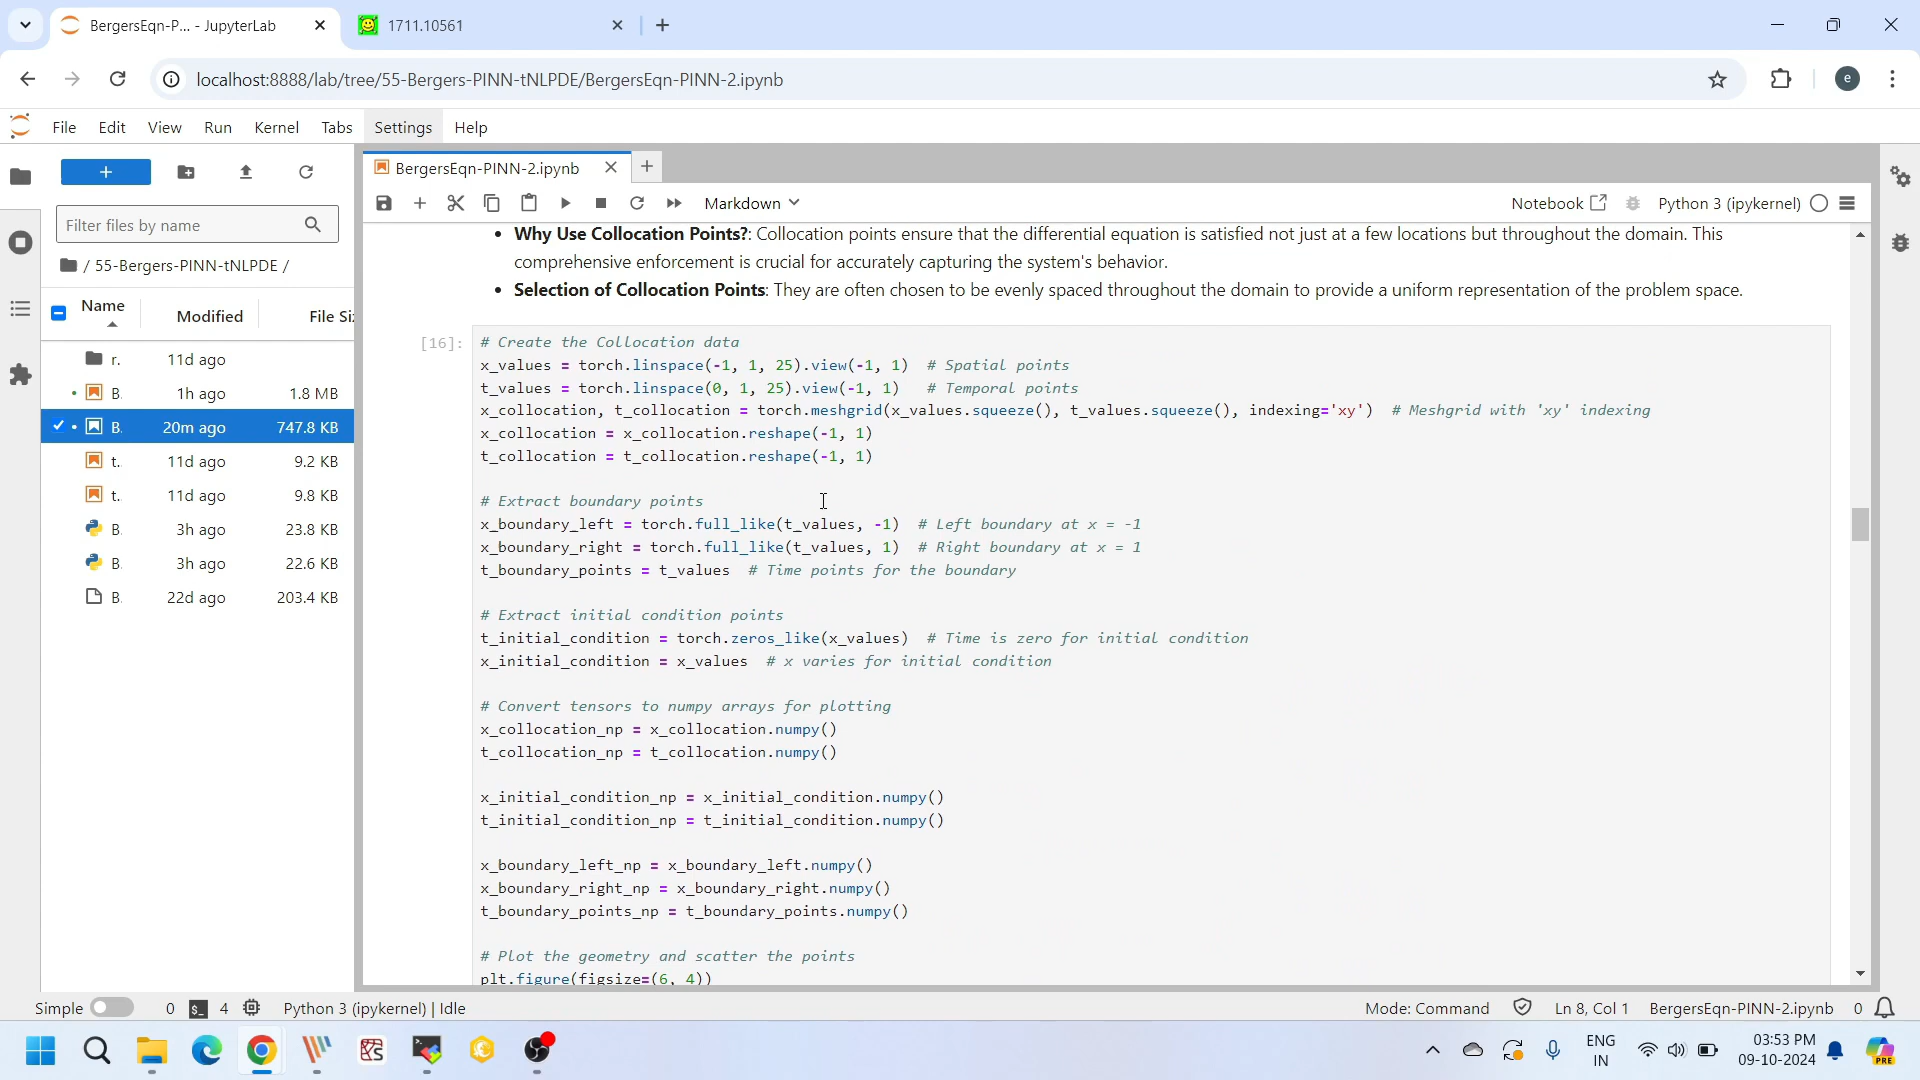 BergersEqn-P... - JupyterLab
1711.10561
localhost:8888/lab/tree/55-Bergers-PINN-tNLPDE/BergersEqn-PINN-2.ipynb
e
File Edit View Run Kernel Tabs Settings Help
BergersEqn-PINN-2.ipynb
Markdown
Notebook
Python 3 (ipykernel)
Filter files by name
/ 55-Bergers-PINN-tNLPDE /
Name Modified File Siz
r. 11d ago
B. 1h ago 1.8 MB
B. 20m ago 747.8 KB
t. 11d ago 9.2 KB
t. 11d ago 9.8 KB
B. 3h ago 23.8 KB
B. 3h ago 22.6 KB
B. 22d ago 203.4 KB
• Why Use Collocation Points?: Collocation points ensure that the differential equation is satisfied not just at a few locations but throughout the domain. This
comprehensive enforcement is crucial for accurately capturing the system's behavior.
• Selection of Collocation Points: They are often chosen to be evenly spaced throughout the domain to provide a uniform representation of the problem space.
[16]:
# Create the Collocation data
x_values = torch.linspace(-1, 1, 25).view(-1, 1)  # Spatial points
t_values = torch.linspace(0, 1, 25).view(-1, 1)   # Temporal points
x_collocation, t_collocation = torch.meshgrid(x_values.squeeze(), t_values.squeeze(), indexing='xy')  # Meshgrid with 'xy' indexing
x_collocation = x_collocation.reshape(-1, 1)
t_collocation = t_collocation.reshape(-1, 1)
# Extract boundary points
x_boundary_left = torch.full_like(t_values, -1)  # Left boundary at x = -1
x_boundary_right = torch.full_like(t_values, 1)  # Right boundary at x = 1
t_boundary_points = t_values  # Time points for the boundary
# Extract initial condition points
t_initial_condition = torch.zeros_like(x_values)  # Time is zero for initial condition
x_initial_condition = x_values  # x varies for initial condition
# Convert tensors to numpy arrays for plotting
x_collocation_np = x_collocation.numpy()
t_collocation_np = t_collocation.numpy()
x_initial_condition_np = x_initial_condition.numpy()
t_initial_condition_np = t_initial_condition.numpy()
x_boundary_left_np = x_boundary_left.numpy()
x_boundary_right_np = x_boundary_right.numpy()
t_boundary_points_np = t_boundary_points.numpy()
# Plot the geometry and scatter the points
plt.figure(figsize=(6, 4))
Simple 0 4 Python 3 (ipykernel) | Idle
Mode: Command Ln 8, Col 1 BergersEqn-PINN-2.ipynb 0
ENG
IN
03:53 PM
09-10-2024
PRE